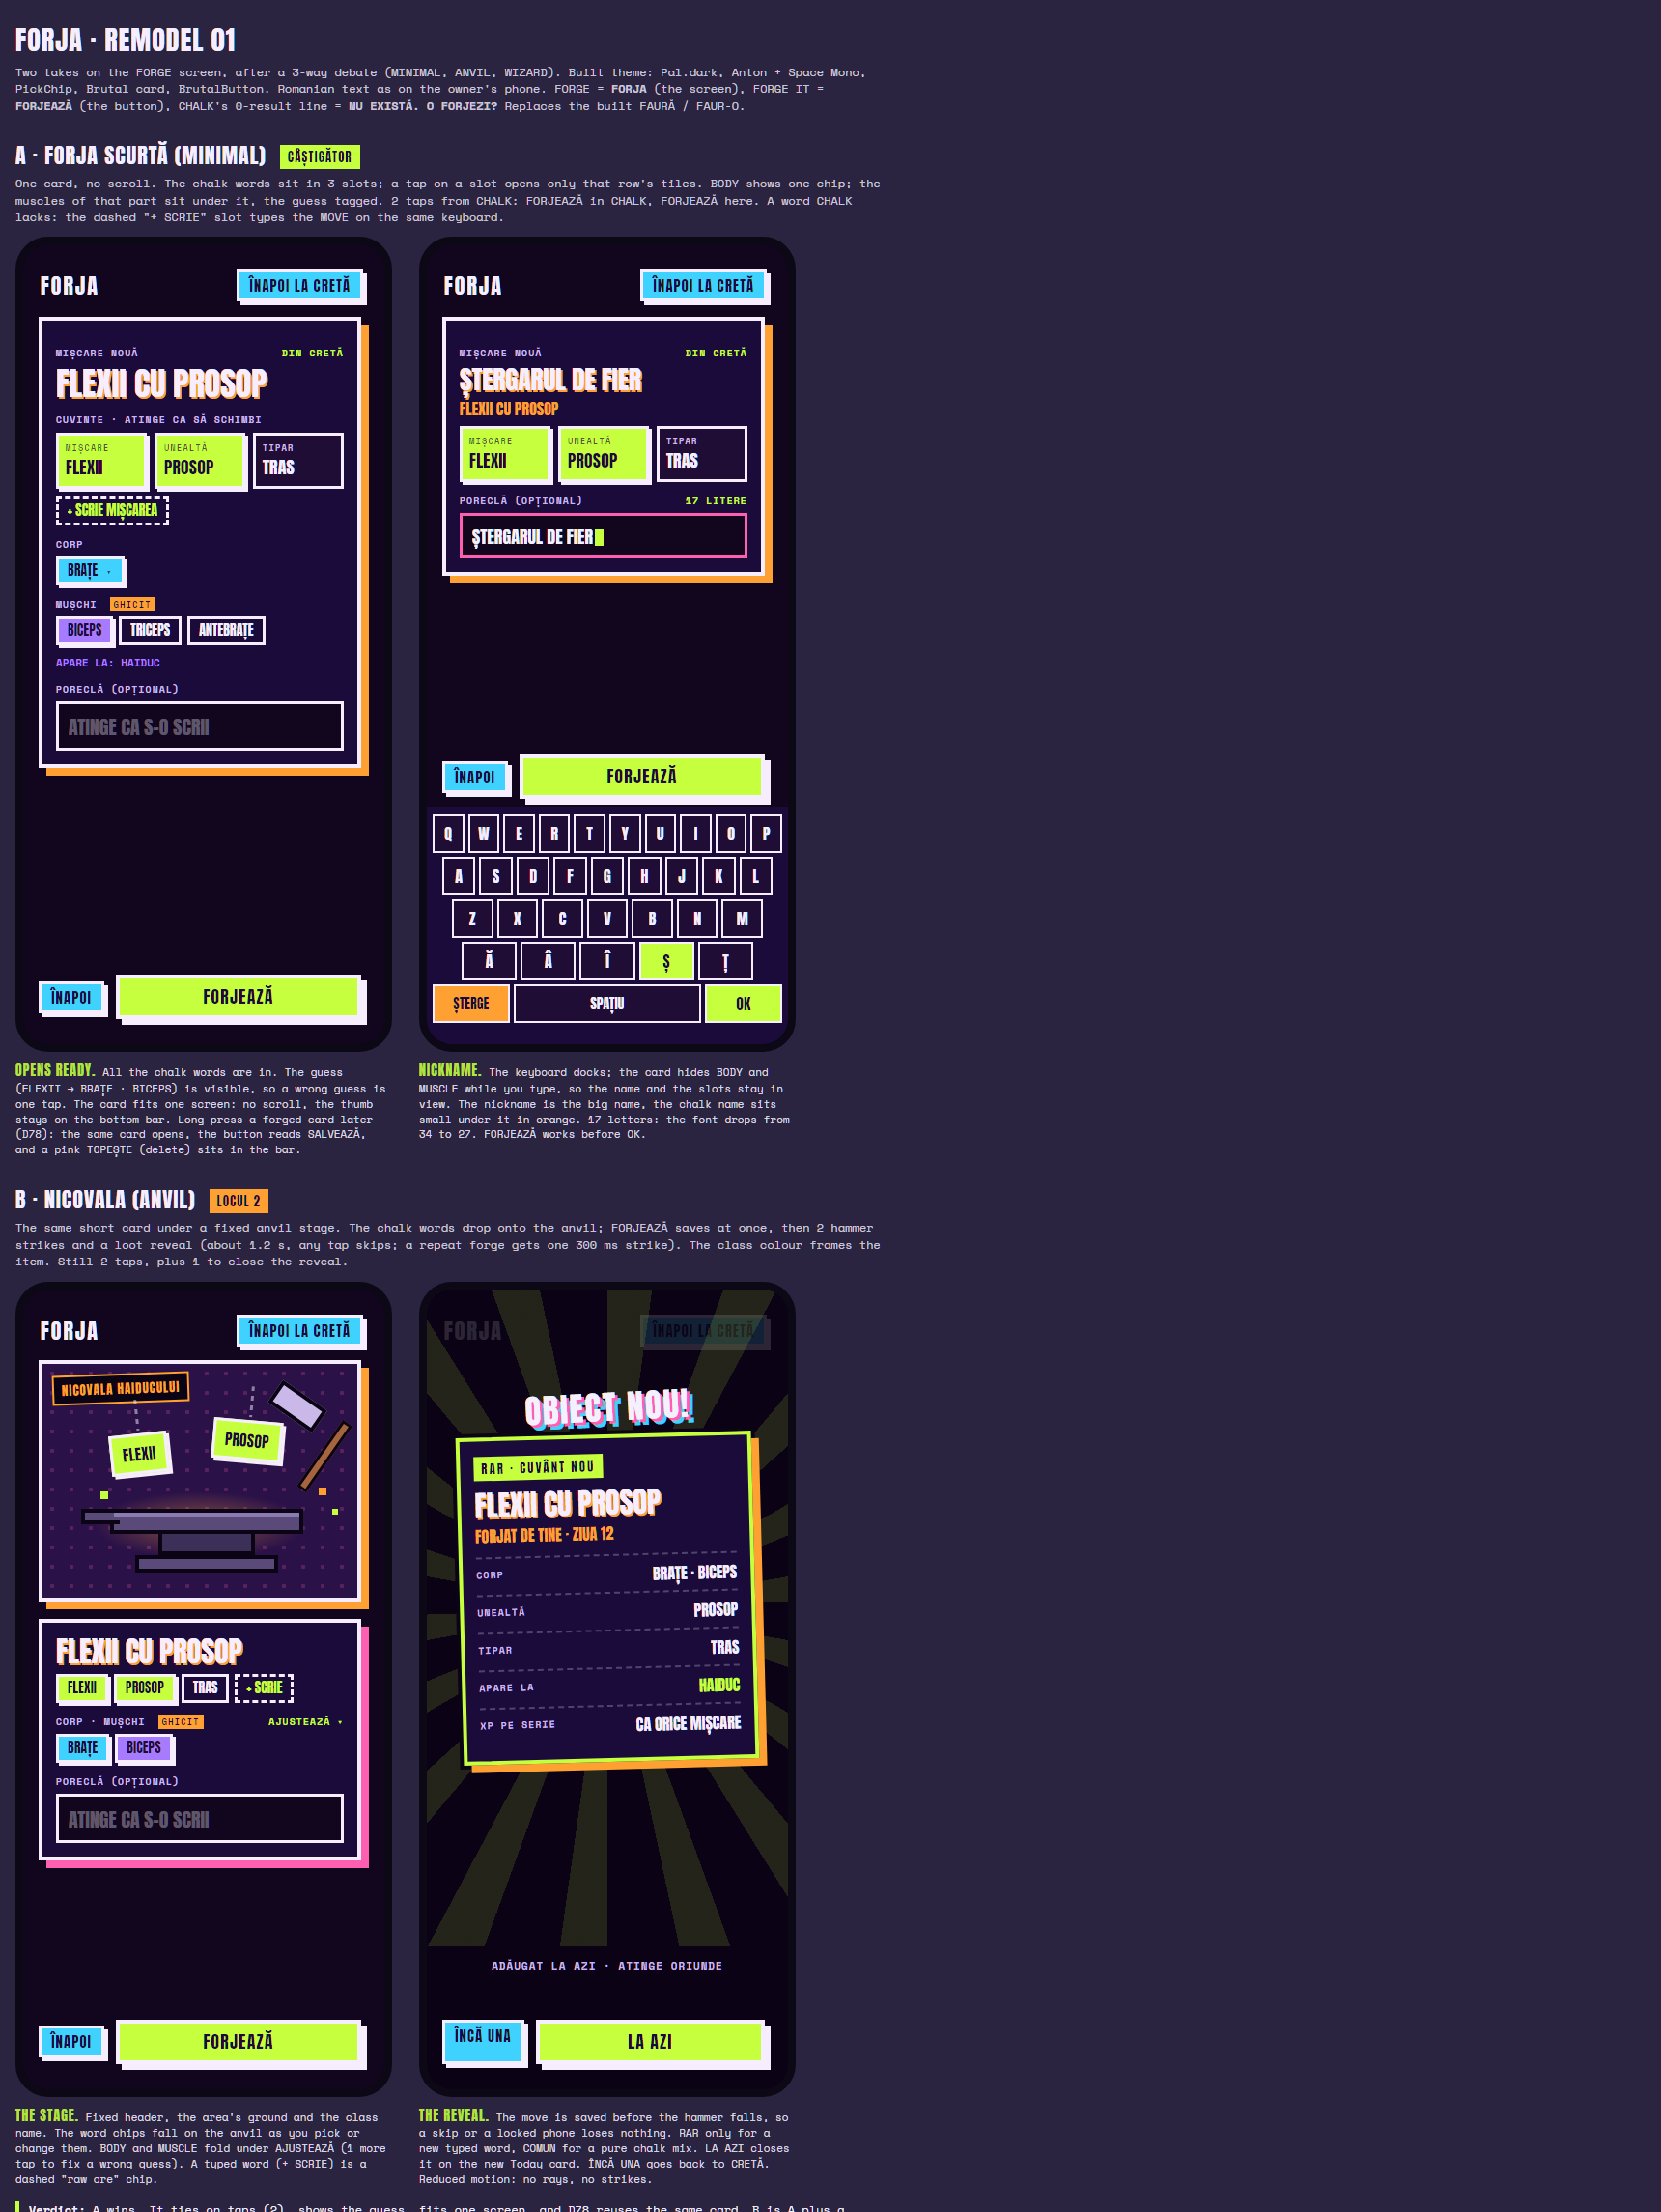 FORJA · REMODEL 01
Two takes on the FORGE screen, after a 3-way debate (MINIMAL, ANVIL, WIZARD). Built theme: Pal.dark, Anton + Space Mono,
PickChip, Brutal card, BrutalButton. Romanian text as on the owner's phone. FORGE = FORJA (the screen), FORGE IT =
FORJEAZĂ (the button), CHALK's 0-result line = NU EXISTĂ. O FORJEZI? Replaces the built FAURĂ / FAUR-O.
A · FORJA SCURTĂ (MINIMAL) CÂȘTIGĂTOR
One card, no scroll. The chalk words sit in 3 slots; a tap on a slot opens only that row's tiles. BODY shows one chip; the
muscles of that part sit under it, the guess tagged. 2 taps from CHALK: FORJEAZĂ in CHALK, FORJEAZĂ here. A word CHALK
lacks: the dashed "+ SCRIE" slot types the MOVE on the same keyboard.
FORJA ÎNAPOI LA CRETĂ
MIȘCARE NOUĂ DIN CRETĂ
FLEXII CU PROSOP
CUVINTE · ATINGE CA SĂ SCHIMBI
MIȘCARE UNEALTĂ TIPAR
FLEXII PROSOP TRAS
+ SCRIE MIȘCAREA
CORP
BRAȚE
MUȘCHI GHICIT
BICEPS TRICEPS ANTEBRAȚE
APARE LA: HAIDUC
PORECLĂ (OPȚIONAL)
ATINGE CA S-O SCRII
ÎNAPOI FORJEAZĂ
FORJA ÎNAPOI LA CRETĂ
MIȘCARE NOUĂ DIN CRETĂ
ȘTERGARUL DE FIER
FLEXII CU PROSOP
MIȘCARE UNEALTĂ TIPAR
FLEXII PROSOP TRAS
PORECLĂ (OPȚIONAL) 17 LITERE
ȘTERGARUL DE FIER
ÎNAPOI FORJEAZĂ
Q W E R T Y U I O P
A S D F G H J K L
Z X C V B N M
Ă Â Î Ș Ț
ȘTERGE SPAȚIU OK
OPENS READY. All the chalk words are in. The guess
(FLEXII → BRAȚE · BICEPS) is visible, so a wrong guess is
one tap. The card fits one screen: no scroll, the thumb
stays on the bottom bar. Long-press a forged card later
(D78): the same card opens, the button reads SALVEAZĂ,
and a pink TOPEȘTE (delete) sits in the bar.
NICKNAME. The keyboard docks; the card hides BODY and
MUSCLE while you type, so the name and the slots stay in
view. The nickname is the big name, the chalk name sits
small under it in orange. 17 letters: the font drops from
34 to 27. FORJEAZĂ works before OK.
B · NICOVALA (ANVIL) LOCUL 2
The same short card under a fixed anvil stage. The chalk words drop onto the anvil; FORJEAZĂ saves at once, then 2 hammer
strikes and a loot reveal (about 1.2 s, any tap skips; a repeat forge gets one 300 ms strike). The class colour frames the
item. Still 2 taps, plus 1 to close the reveal.
FORJA ÎNAPOI LA CRETĂ
NICOVALA HAIDUCULUI
FLEXII PROSOP
FLEXII CU PROSOP
FLEXII PROSOP TRAS + SCRIE
CORP · MUȘCHI GHICIT AJUSTEAZĂ ▾
BRAȚE BICEPS
PORECLĂ (OPȚIONAL)
ATINGE CA S-O SCRII
ÎNAPOI FORJEAZĂ
FORJA ÎNAPOI LA CRETĂ
OBIECT NOU!
RAR · CUVÂNT NOU
FLEXII CU PROSOP
FORJAT DE TINE · ZIUA 12
CORP BRAȚE · BICEPS
UNEALTĂ PROSOP
TIPAR TRAS
APARE LA HAIDUC
XP PE SERIE CA ORICE MIȘCARE
ADĂUGAT LA AZI · ATINGE ORIUNDE
ÎNCĂ UNA LA AZI
THE STAGE. Fixed header, the area's ground and the class
name. The word chips fall on the anvil as you pick or
change them. BODY and MUSCLE fold under AJUSTEAZĂ (1 more
tap to fix a wrong guess). A typed word (+ SCRIE) is a
dashed "raw ore" chip.
THE REVEAL. The move is saved before the hammer falls, so
a skip or a locked phone loses nothing. RAR only for a
new typed word, COMUN for a pure chalk mix. LA AZI closes
it on the new Today card. ÎNCĂ UNA goes back to CRETĂ.
Reduced motion: no rays, no strikes.
Verdict: A wins. It ties on taps (2), shows the guess, fits one screen, and D78 reuses the same card. B is A plus a